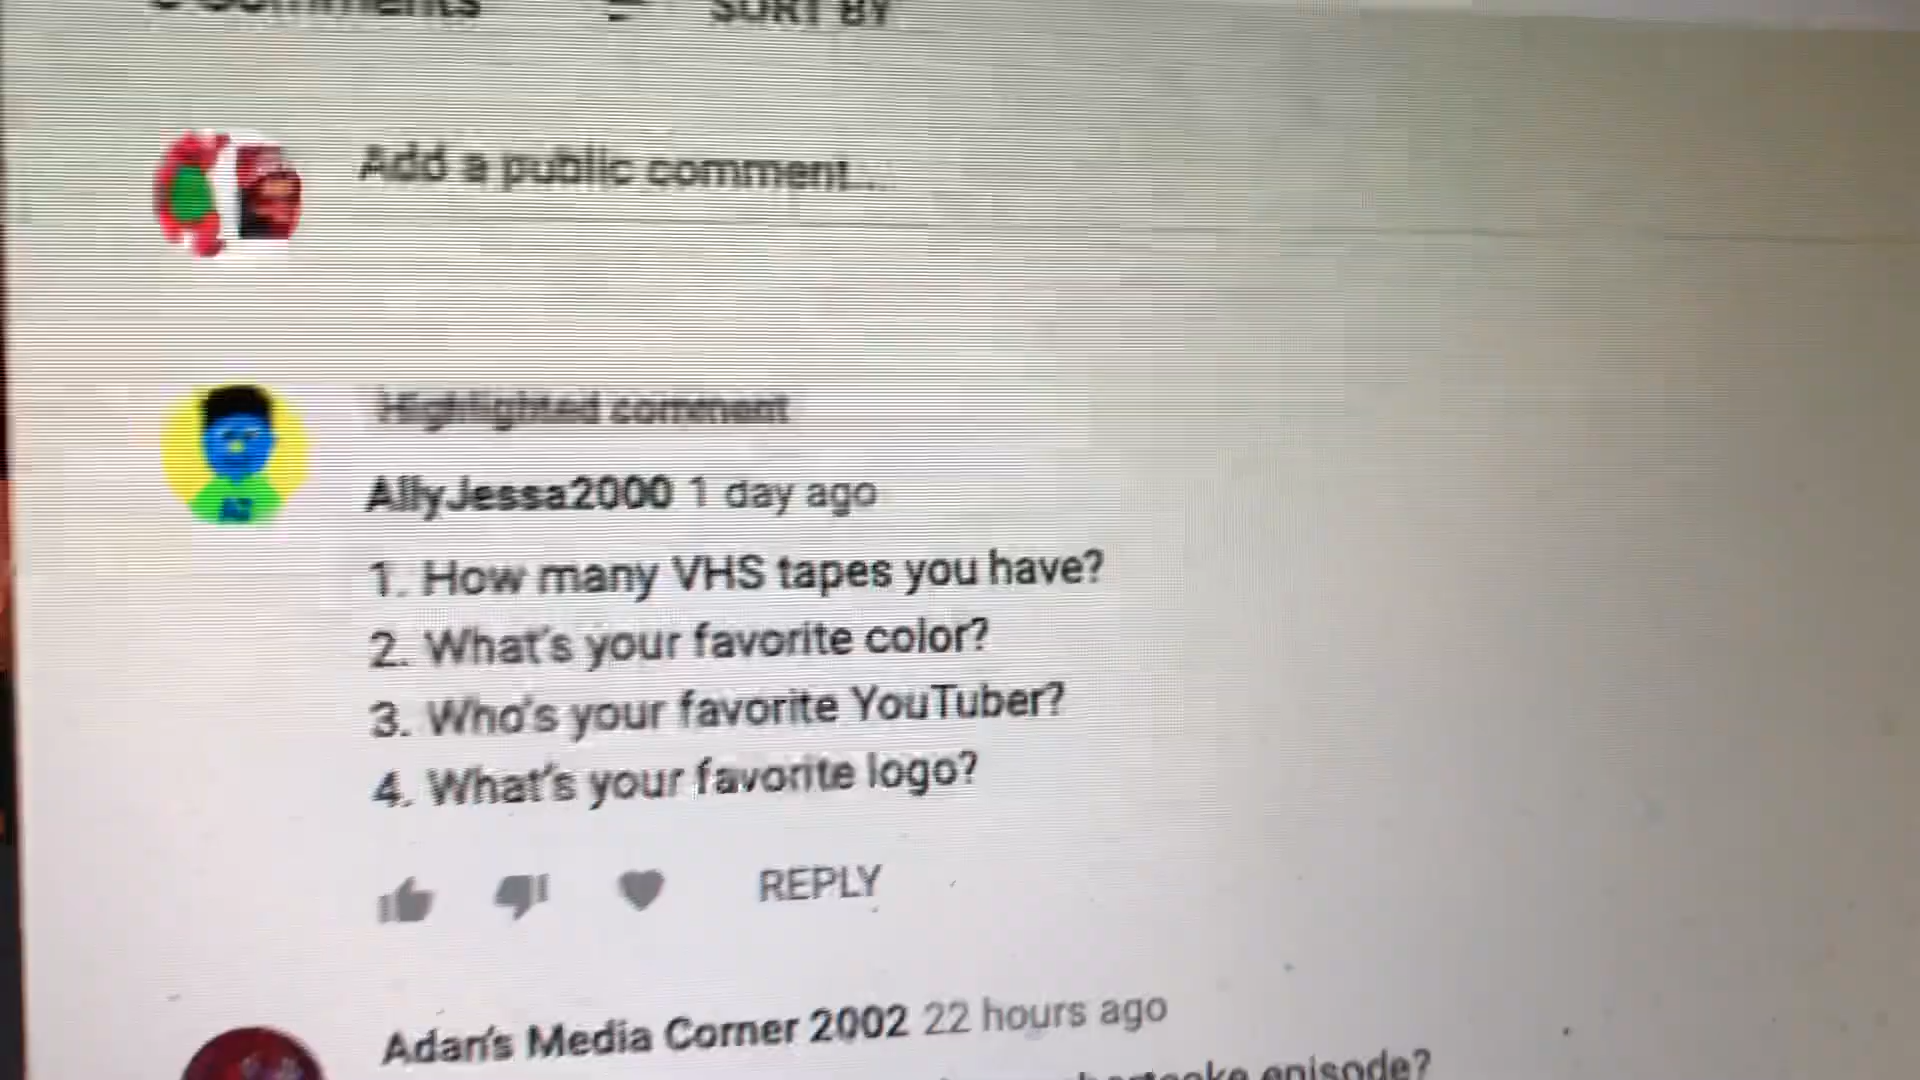 Comments
SORT BY
Add a public comment...
Highlighted comment
AllyJessa2000 1 day ago
1. How many VHS tapes you have?
2. What's your favorite color?
3. Who's your favorite YouTuber?
4. What's your favorite logo?
REPLY
Adan's Media Corner 2002 22 hours ago
episode?